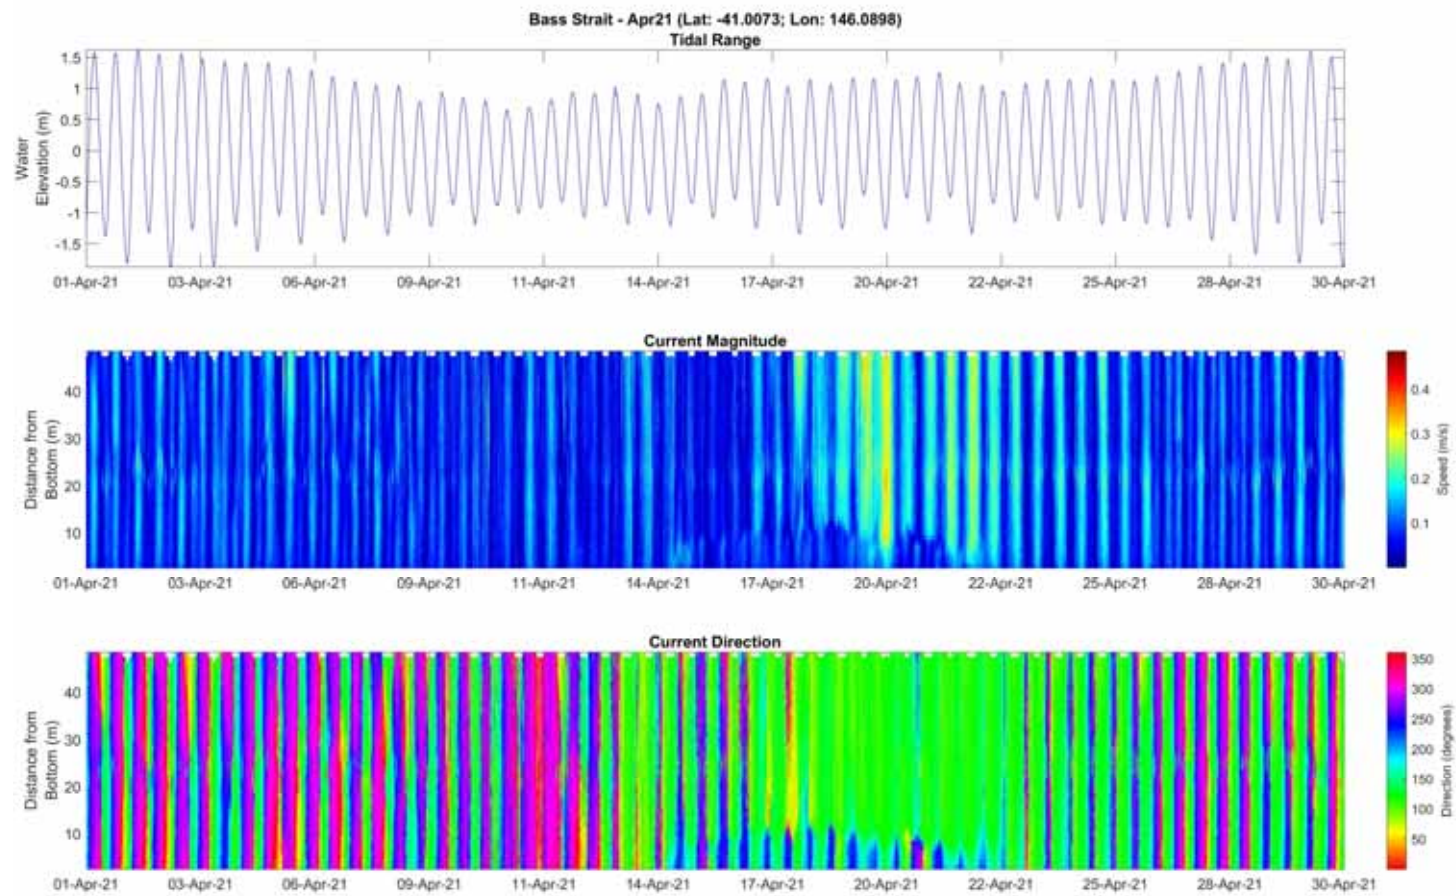 Bass Strait - Apr21 (Lat: -41.0073; Lon: 146.0898)
Tidal Range
Water
Elevation (m)
1.5
1
0.5
0
-0.5
-1
-1.5
01-Apr-21 03-Apr-21 06-Apr-21 09-Apr-21 11-Apr-21 14-Apr-21 17-Apr-21 20-Apr-21 22-Apr-21 25-Apr-21 28-Apr-21 30-Apr-21
Current Magnitude
Distance from
Bottom (m)
40
30
20
10
01-Apr-21 03-Apr-21 06-Apr-21 09-Apr-21 11-Apr-21 14-Apr-21 17-Apr-21 20-Apr-21 22-Apr-21 25-Apr-21 28-Apr-21 30-Apr-21
0.4
0.3
0.2
0.1
Speed (m/s)
Current Direction
Distance from
Bottom (m)
40
30
20
10
01-Apr-21 03-Apr-21 06-Apr-21 09-Apr-21 11-Apr-21 14-Apr-21 17-Apr-21 20-Apr-21 22-Apr-21 25-Apr-21 28-Apr-21 30-Apr-21
350
300
250
200
150
100
50
Direction (degrees)